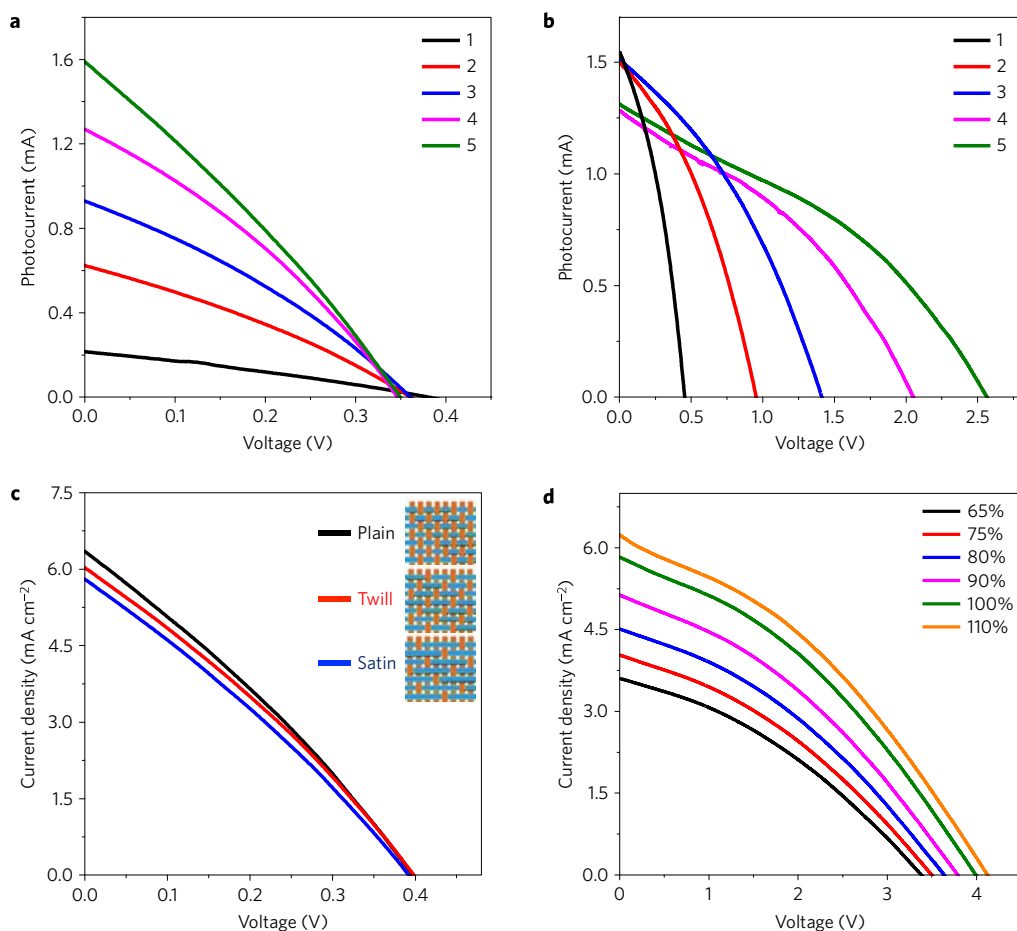 a
Photocurrent (mA)
1.6
1.2
0.8
0.4
0.0
0.0 0.1 0.2 0.3 0.4
Voltage (V)
1
2
3
4
5
b
Photocurrent (mA)
1.5
1.0
0.5
0.0
0.0 0.5 1.0 1.5 2.0 2.5
Voltage (V)
1
2
3
4
5
c
Current density (mA cm−2)
7.5
6.0
4.5
3.0
1.5
0.0
0.0 0.1 0.2 0.3 0.4
Voltage (V)
Plain
Twill
Satin
d
Current density (mA cm−2)
6.0
4.5
3.0
1.5
0.0
0 1 2 3 4
Voltage (V)
65%
75%
80%
90%
100%
110%